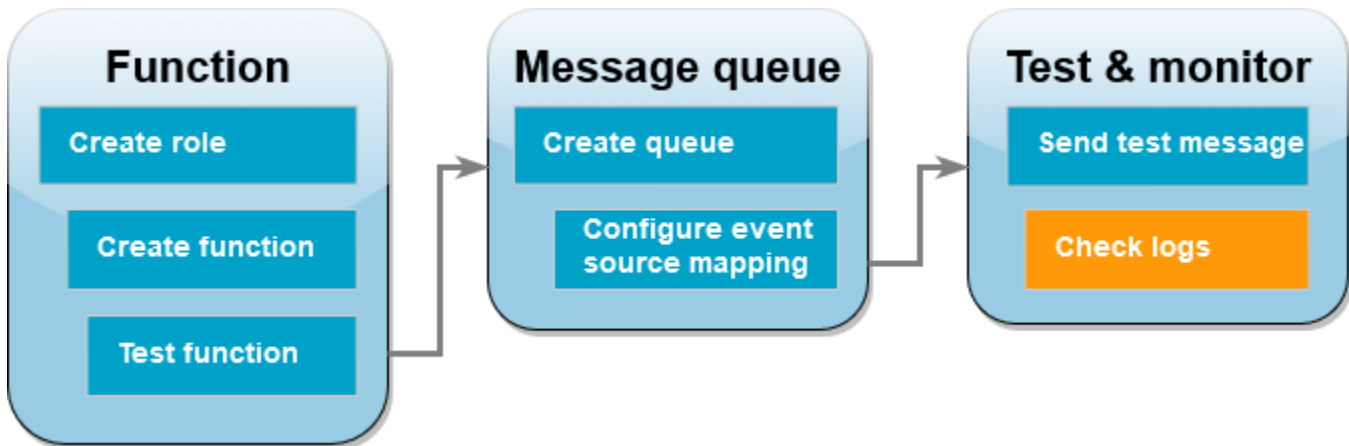 Function
Create role
Create function
Test function
Message queue
Create queue
Configure event
source mapping
Test & monitor
Send test message
Check logs